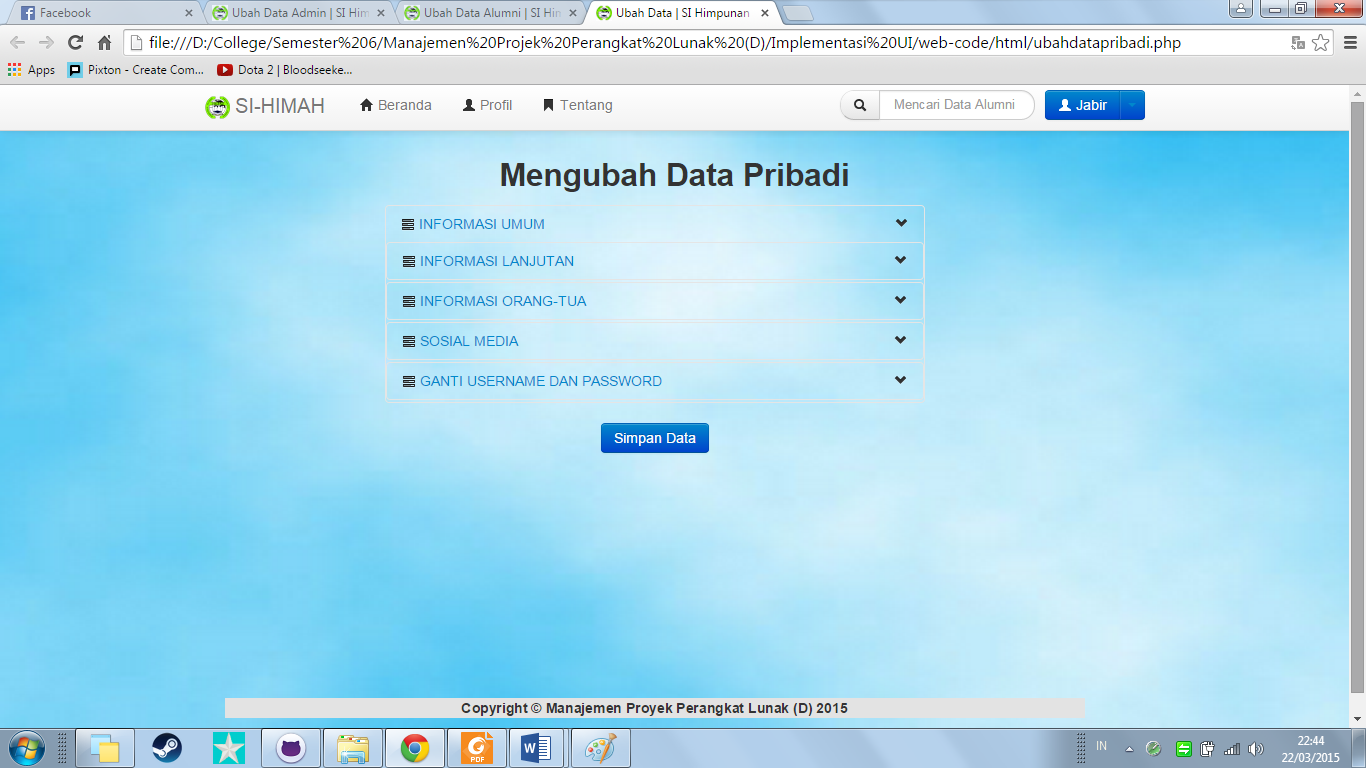 Facebook
Ubah Data Admin | SI Him
Ubah Data Alumni | SI Hin
Ubah Data | SI Himpunan
file:///D:/College/Semester%206/Manajemen%20Projek%20Perangkat%20Lunak%20(D)/Implementasi%20UI/web-code/html/ubahdatapribadi.php
Apps
Pixton - Create Com...
Dota 2 | Bloodseeke...
SI-HIMAH
Beranda
Profil
Tentang
Mencari Data Alumni
Jabir
Mengubah Data Pribadi
INFORMASI UMUM
INFORMASI LANJUTAN
INFORMASI ORANG-TUA
SOSIAL MEDIA
GANTI USERNAME DAN PASSWORD
Simpan Data
Copyright © Manajemen Proyek Perangkat Lunak (D) 2015
PDF
IN
22:44
22/03/2015